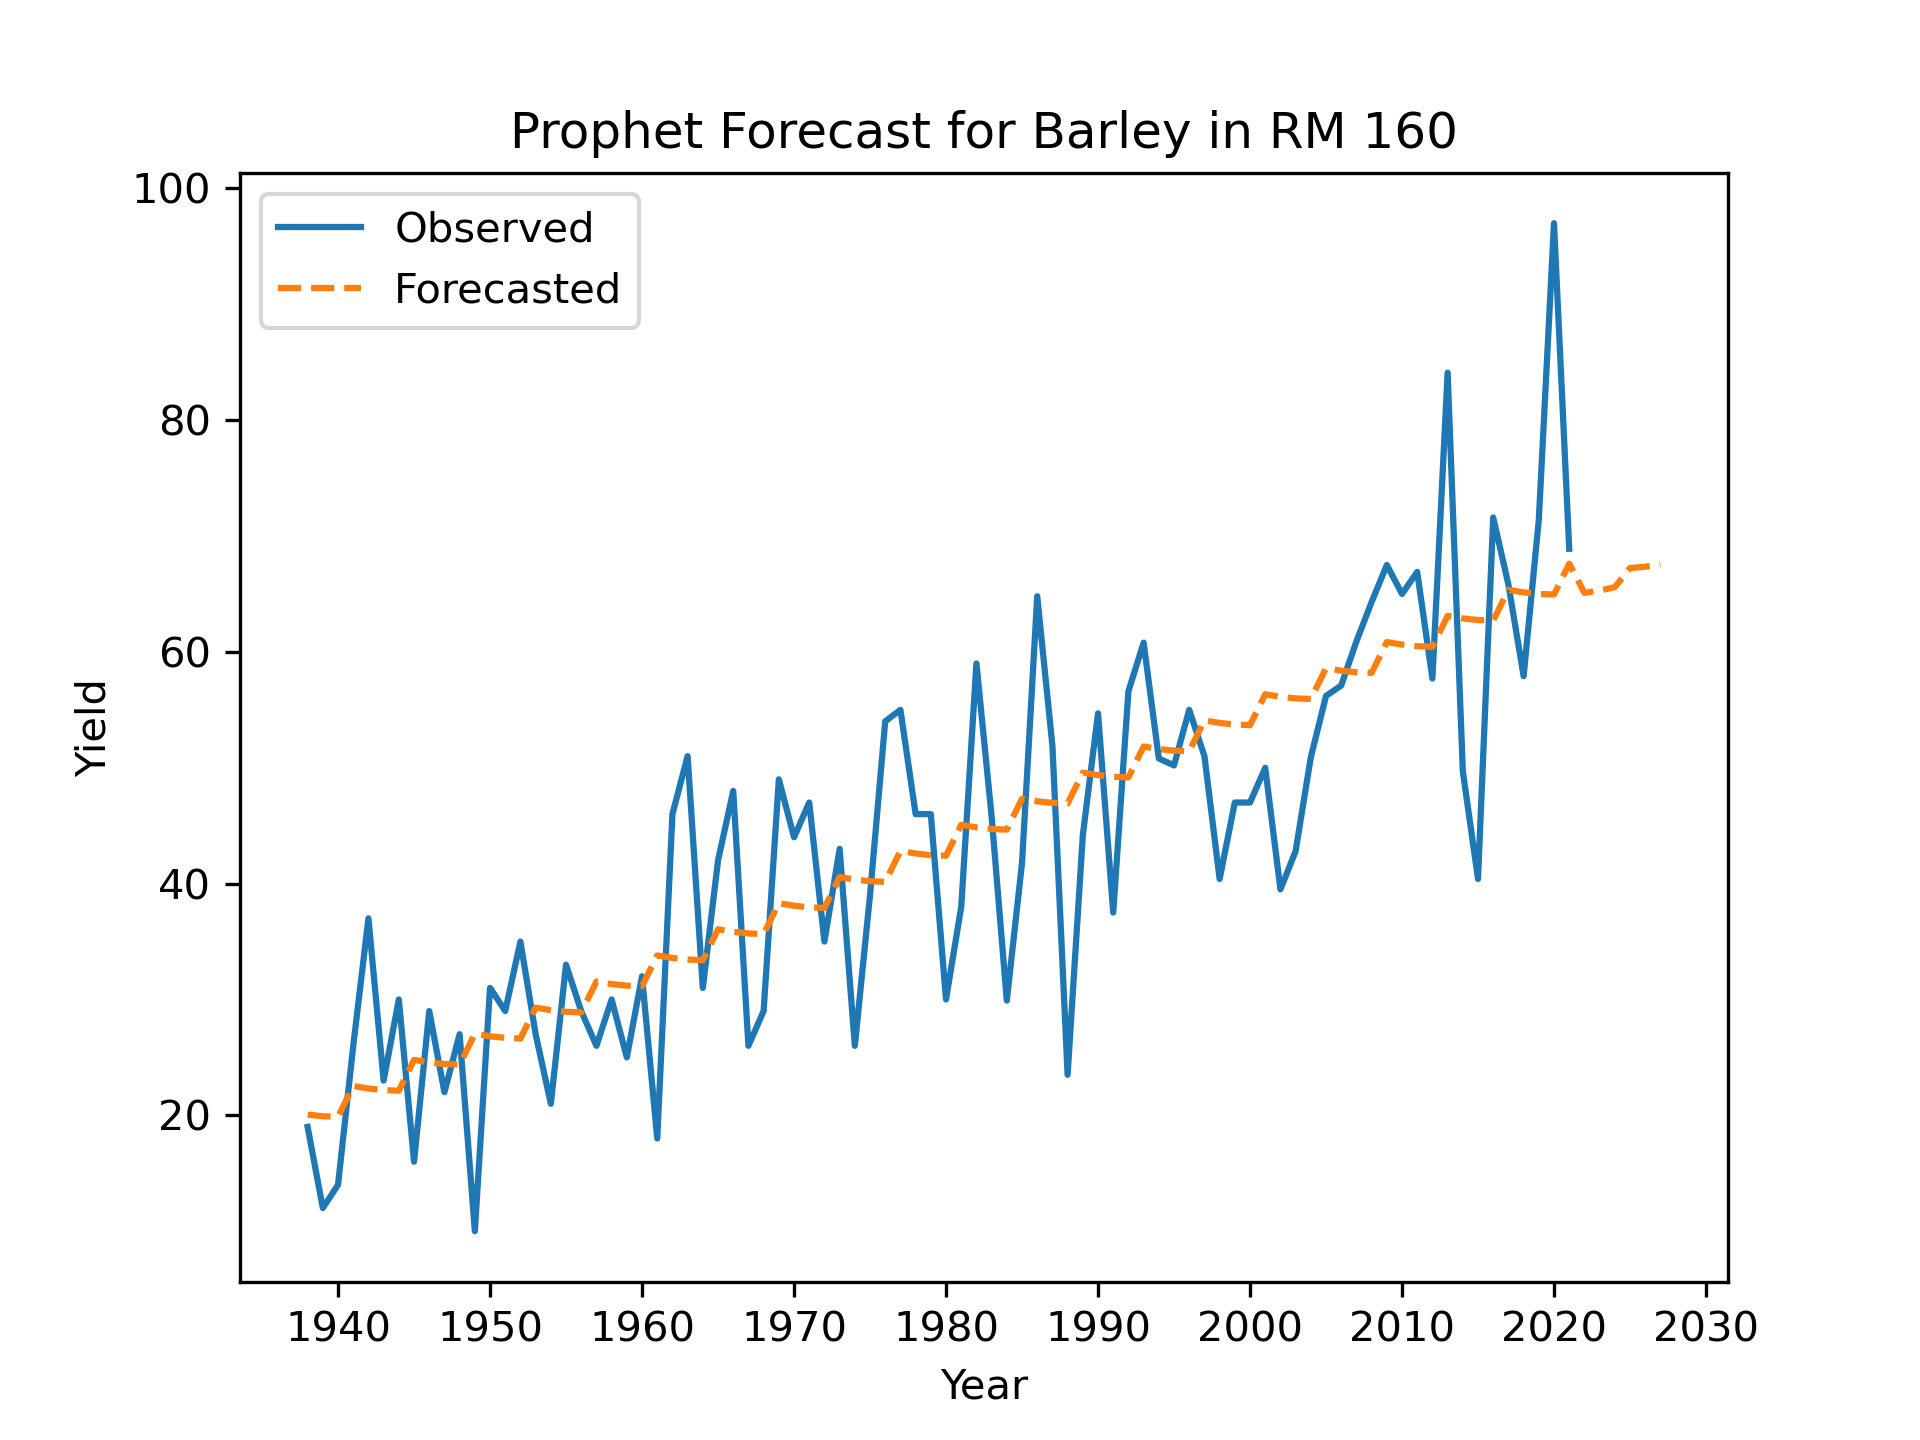 Prophet Forecast for Barley in RM 160
100
Observed
Forecasted
80
60
40
20
Yield
1940 1950 1960 1970 1980 1990 2000 2010 2020 2030
Year